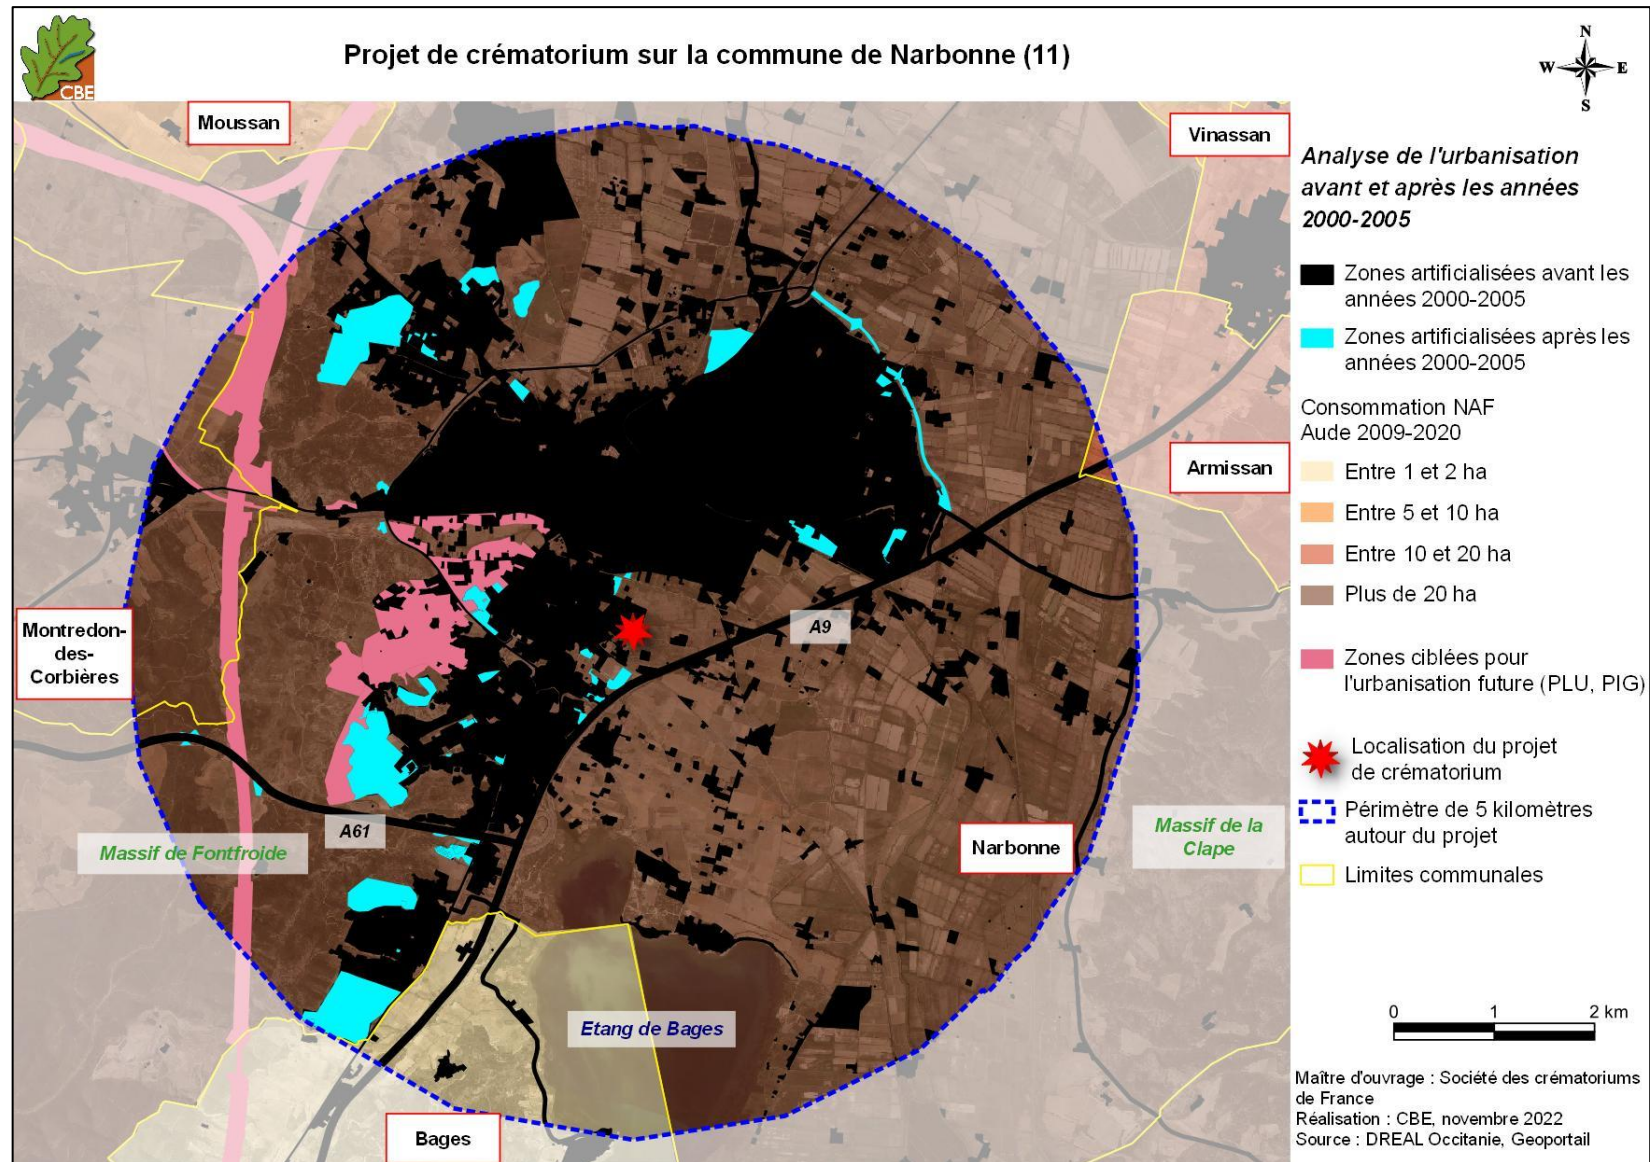 CBE
Projet de crématorium sur la commune de Narbonne (11)
N
W
E
S
Moussan
Vinassan
Armissan
Montredon-
des-
Corbières
A9
A61
Massif de Fontfroide
Narbonne
Massif de la
Clape
Etang de Bages
Bages
Analyse de l'urbanisation
avant et après les années
2000-2005
Zones artificialisées avant les
années 2000-2005
Zones artificialisées après les
années 2000-2005
Consommation NAF
Aude 2009-2020
Entre 1 et 2 ha
Entre 5 et 10 ha
Entre 10 et 20 ha
Plus de 20 ha
Zones ciblées pour
l'urbanisation future (PLU, PIG)
Localisation du projet
de crématorium
Périmètre de 5 kilomètres
autour du projet
Limites communales
0 1 2 km
Maître d'ouvrage : Société des crématoriums
de France
Réalisation : CBE, novembre 2022
Source : DREAL Occitanie, Geoportail